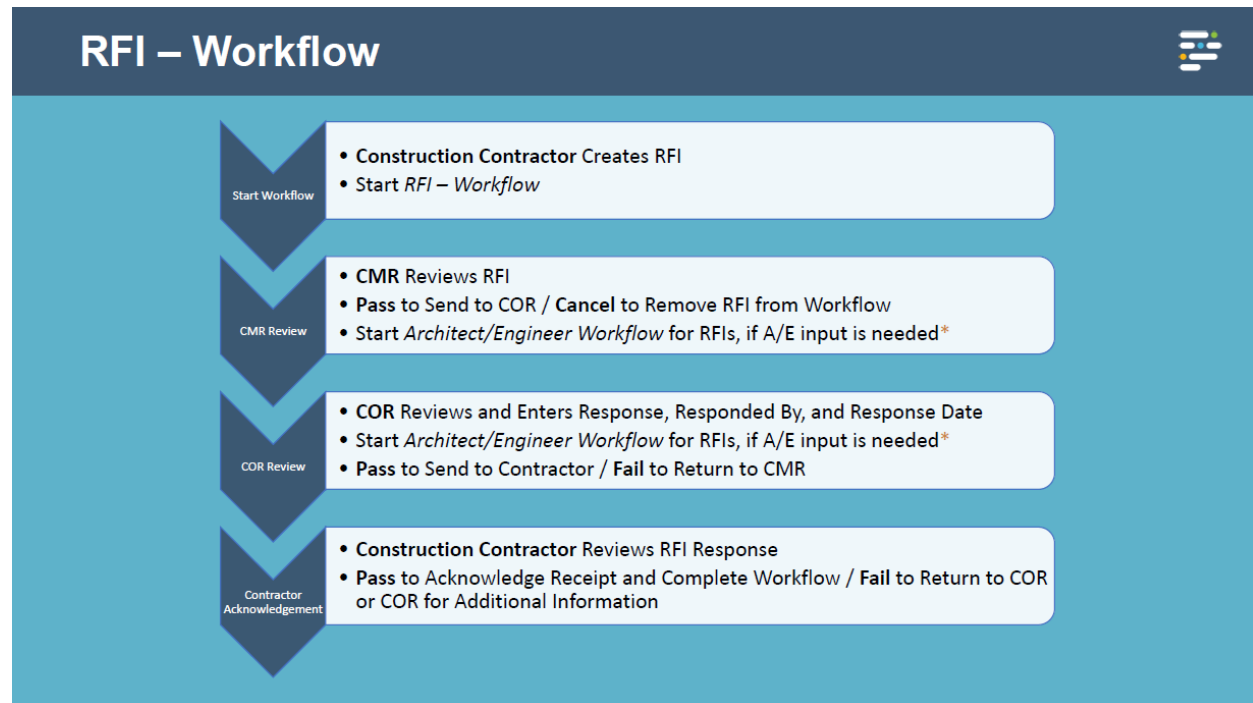 RFI – Workflow
Start Workflow
• Construction Contractor Creates RFI
• Start RFI – Workflow
CMR Review
• CMR Reviews RFI
• Pass to Send to COR / Cancel to Remove RFI from Workflow
• Start Architect/Engineer Workflow for RFIs, if A/E input is needed*
COR Review
• COR Reviews and Enters Response, Responded By, and Response Date
• Start Architect/Engineer Workflow for RFIs, if A/E input is needed*
• Pass to Send to Contractor / Fail to Return to CMR
Contractor
Acknowledgement
• Construction Contractor Reviews RFI Response
• Pass to Acknowledge Receipt and Complete Workflow / Fail to Return to COR
or COR for Additional Information